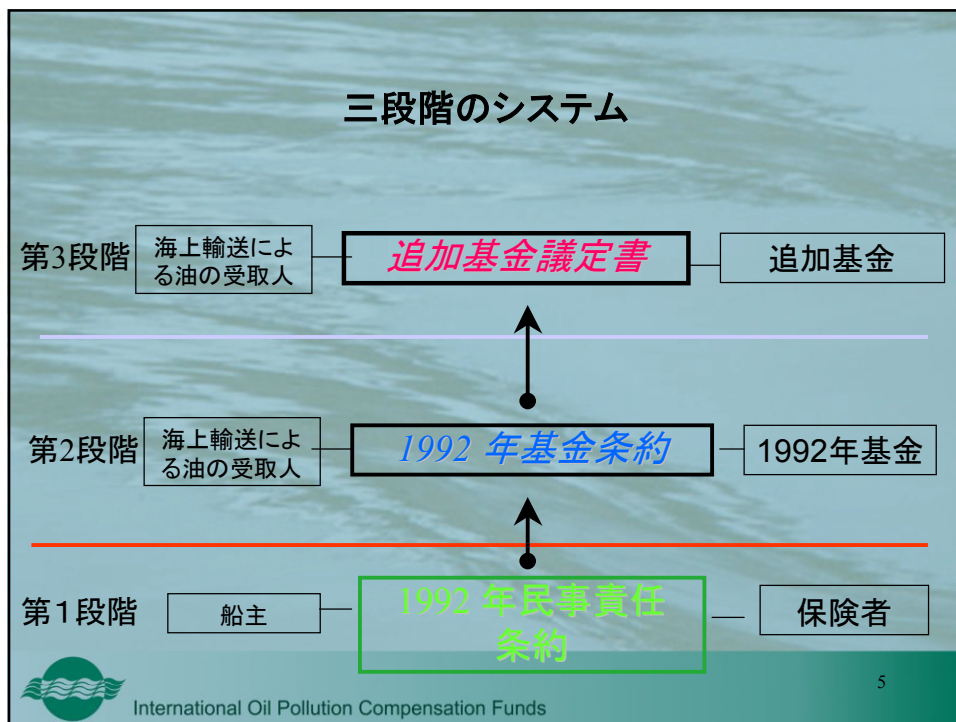 三段階のシステム
第3段階
海上輸送によ
る油の受取人
追加基金議定書
追加基金
第2段階
海上輸送によ
る油の受取人
1992 年基金条約
1992年基金
第１段階
船主
1992 年民事責任
条約
保険者
5
International Oil Pollution Compensation Funds